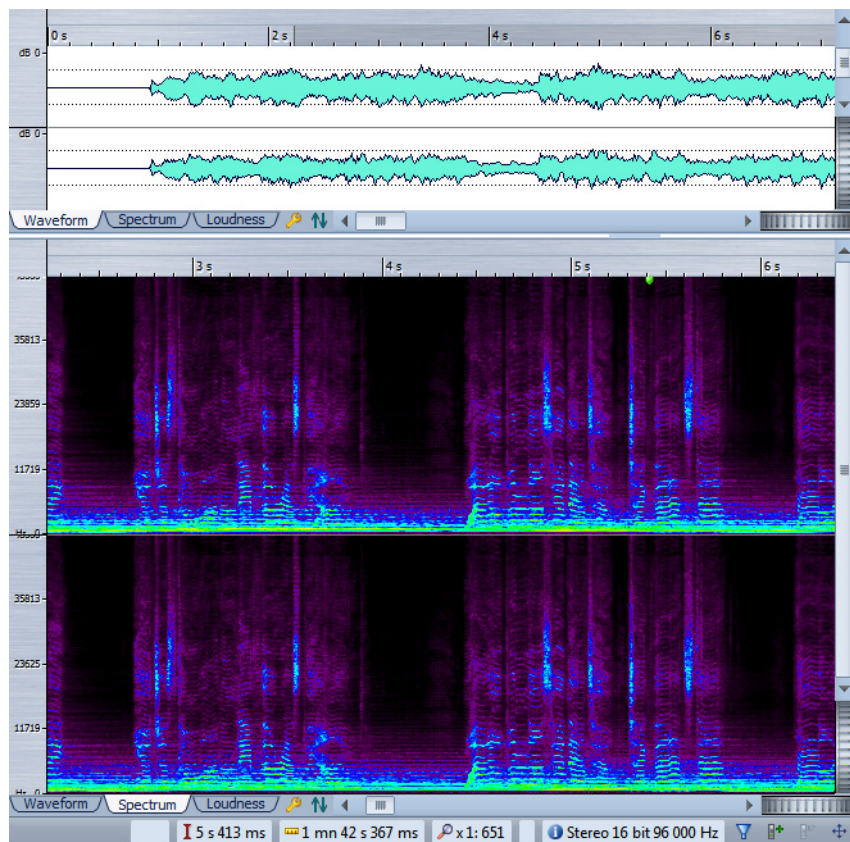 0 s 2 s 4 s 6 s
dB 0
dB 0
Waveform Spectrum Loudness
3 s 4 s 5 s 6 s
35813
23859
11719
Hz 0
35813
23625
11719
Hz 0
Waveform Spectrum Loudness
5 s 413 ms 1 mn 42 s 367 ms x 1: 651 Stereo 16 bit 96 000 Hz